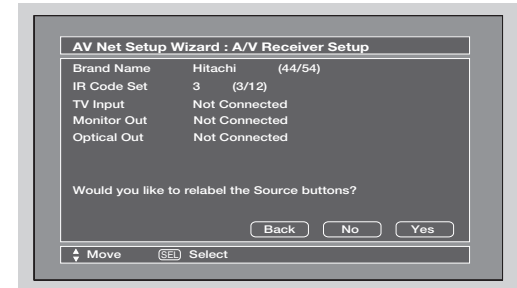 AV Net Setup Wizard : A/V Receiver Setup
Brand Name Hitachi (44/54)
IR Code Set 3 (3/12)
TV Input Not Connected
Monitor Out Not Connected
Optical Out Not Connected
Would you like to relabel the Source buttons?
Back No Yes
Move SEL Select